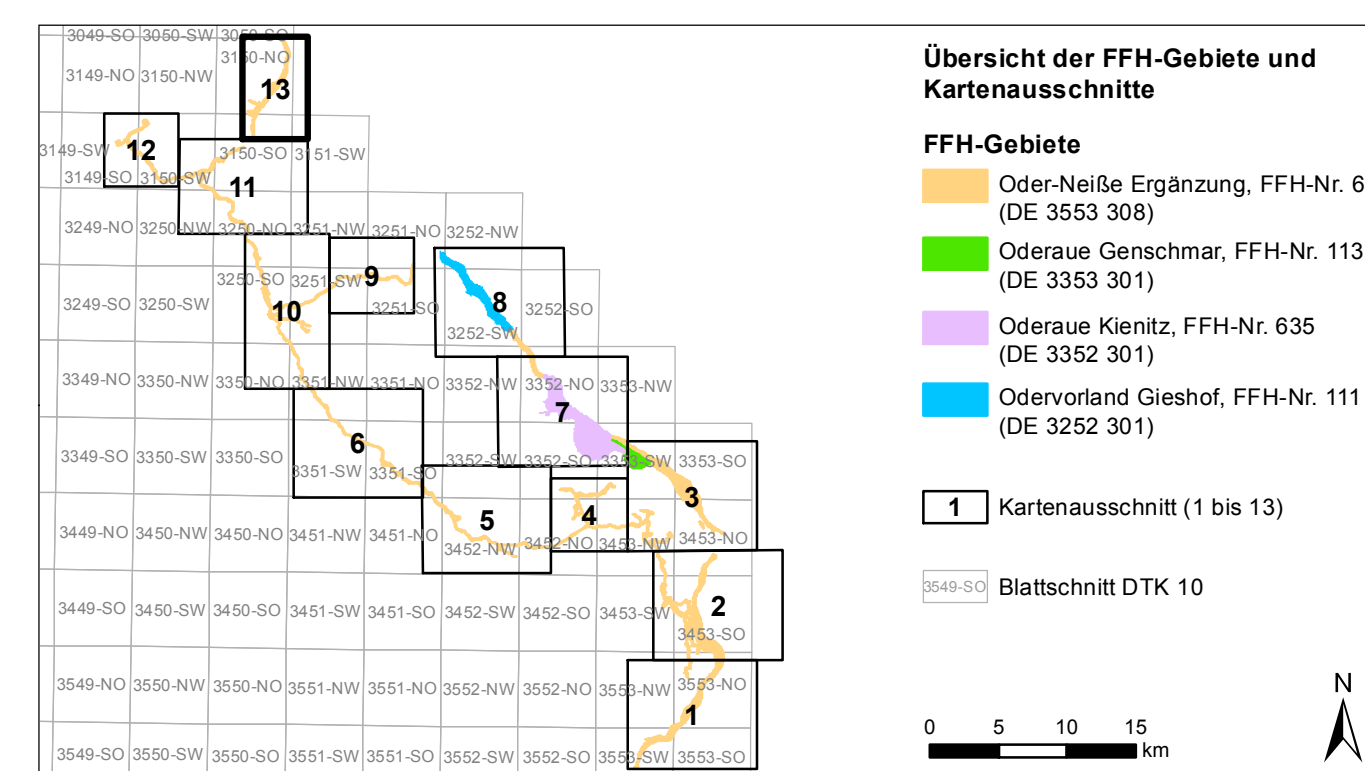 3049-SO 3050-SW 3050-SO
3150-NO
3149-NO 3150-NW
13
3149-SW 12 3150-SO 3151-SW
3149-SO 3150-SW 11
3249-NO 3250-NW 3250-NO 3251-NW 3251-NO 3252-NW
3250-SO 3251-SW 9
3249-SO 3250-SW 10 3251-SO 8 3252-SO
3252-SW
3349-NO 3350-NW 3350-NO 3351-NW 3351-NO 3352-NW 3352-NO 3353-NW
7
6
3349-SO 3350-SW 3350-SO 3351-SW 3351-SO 3352-SW 3352-SO 3353-SW 3353-SO
5 4 3
3449-NO 3450-NW 3450-NO 3451-NW 3451-NO 3452-NW 3452-NO 3453-NW 3453-NO
2
3449-SO 3450-SW 3450-SO 3451-SW 3451-SO 3452-SW 3452-SO 3453-SW 3453-SO
3549-NO 3550-NW 3550-NO 3551-NW 3551-NO 3552-NW 3552-NO 3553-NW 3553-NO
1
3549-SO 3550-SW 3550-SO 3551-SW 3551-SO 3552-SW 3552-SO 3553-SW 3553-SO
Übersicht der FFH-Gebiete und
Kartenausschnitte
FFH-Gebiete
Oder-Neiße Ergänzung, FFH-Nr. 6
(DE 3553 308)
Oderaue Genschmar, FFH-Nr. 113
(DE 3353 301)
Oderaue Kienitz, FFH-Nr. 635
(DE 3352 301)
Odervorland Gieshof, FFH-Nr. 111
(DE 3252 301)
1 Kartenausschnitt (1 bis 13)
3549-SO Blattschnitt DTK 10
N
0 5 10 15
km